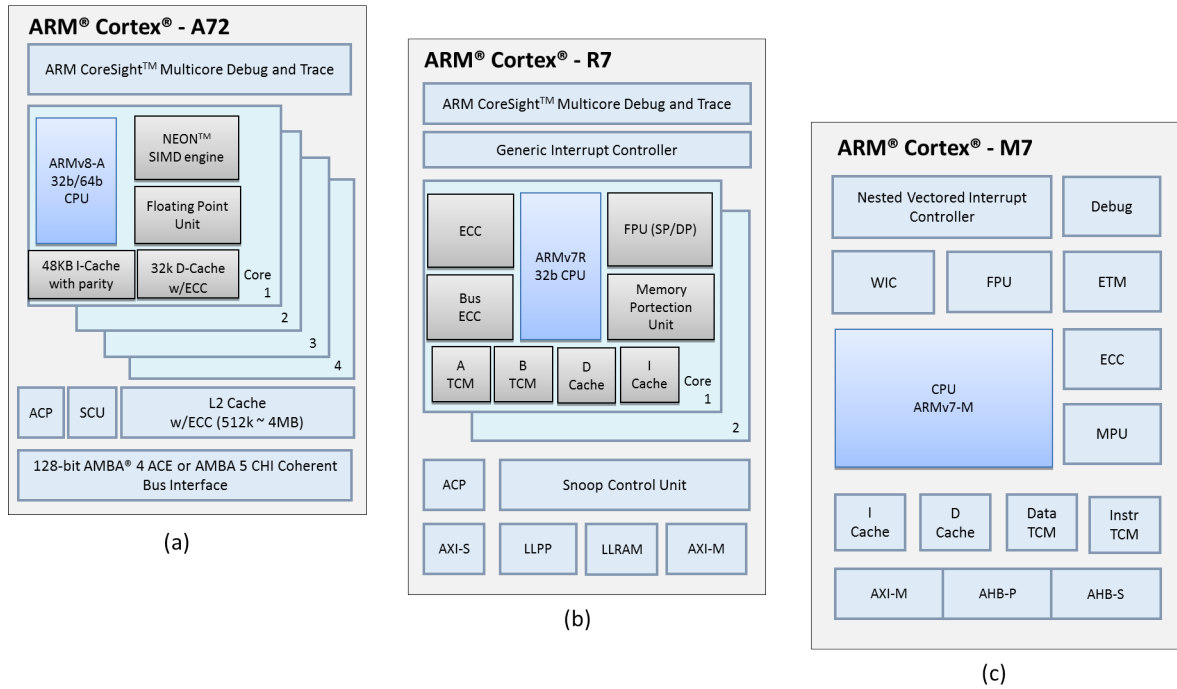 ARM® Cortex® - A72
ARM CoreSight™ Multicore Debug and Trace
ARMv8-A
32b/64b
CPU
NEON™
SIMD engine
Floating Point
Unit
48KB I-Cache
with parity
32k D-Cache
w/ECC
Core
1
2
3
4
ACP
SCU
L2 Cache
w/ECC (512k ~ 4MB)
128-bit AMBA® 4 ACE or AMBA 5 CHI Coherent
Bus Interface
(a)
ARM® Cortex® - R7
ARM CoreSight™ Multicore Debug and Trace
Generic Interrupt Controller
ECC
ARMv7R
32b CPU
FPU (SP/DP)
Bus
ECC
Memory
Portection
Unit
A
TCM
B
TCM
D
Cache
I
Cache
Core
1
2
ACP
Snoop Control Unit
AXI-S
LLPP
LLRAM
AXI-M
(b)
ARM® Cortex® - M7
Nested Vectored Interrupt
Controller
Debug
WIC
FPU
ETM
CPU
ARMv7-M
ECC
MPU
I
Cache
D
Cache
Data
TCM
Instr
TCM
AXI-M
AHB-P
AHB-S
(c)